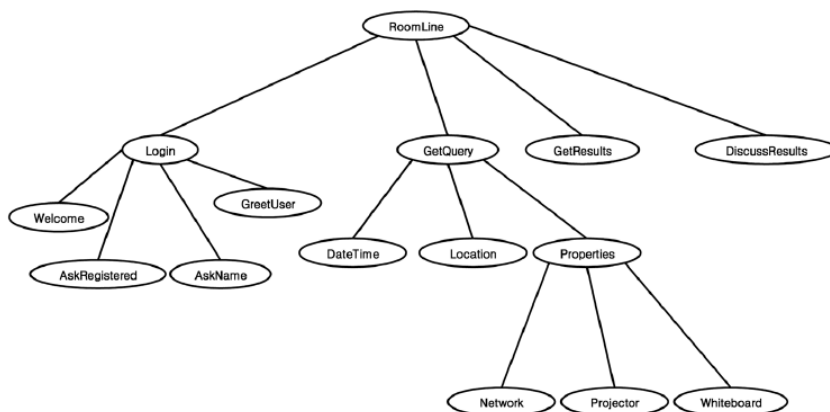 RoomLine
Login
GetQuery
GetResults
DiscussResults
Welcome
GreetUser
AskRegistered
AskName
DateTime
Location
Properties
Network
Projector
Whiteboard